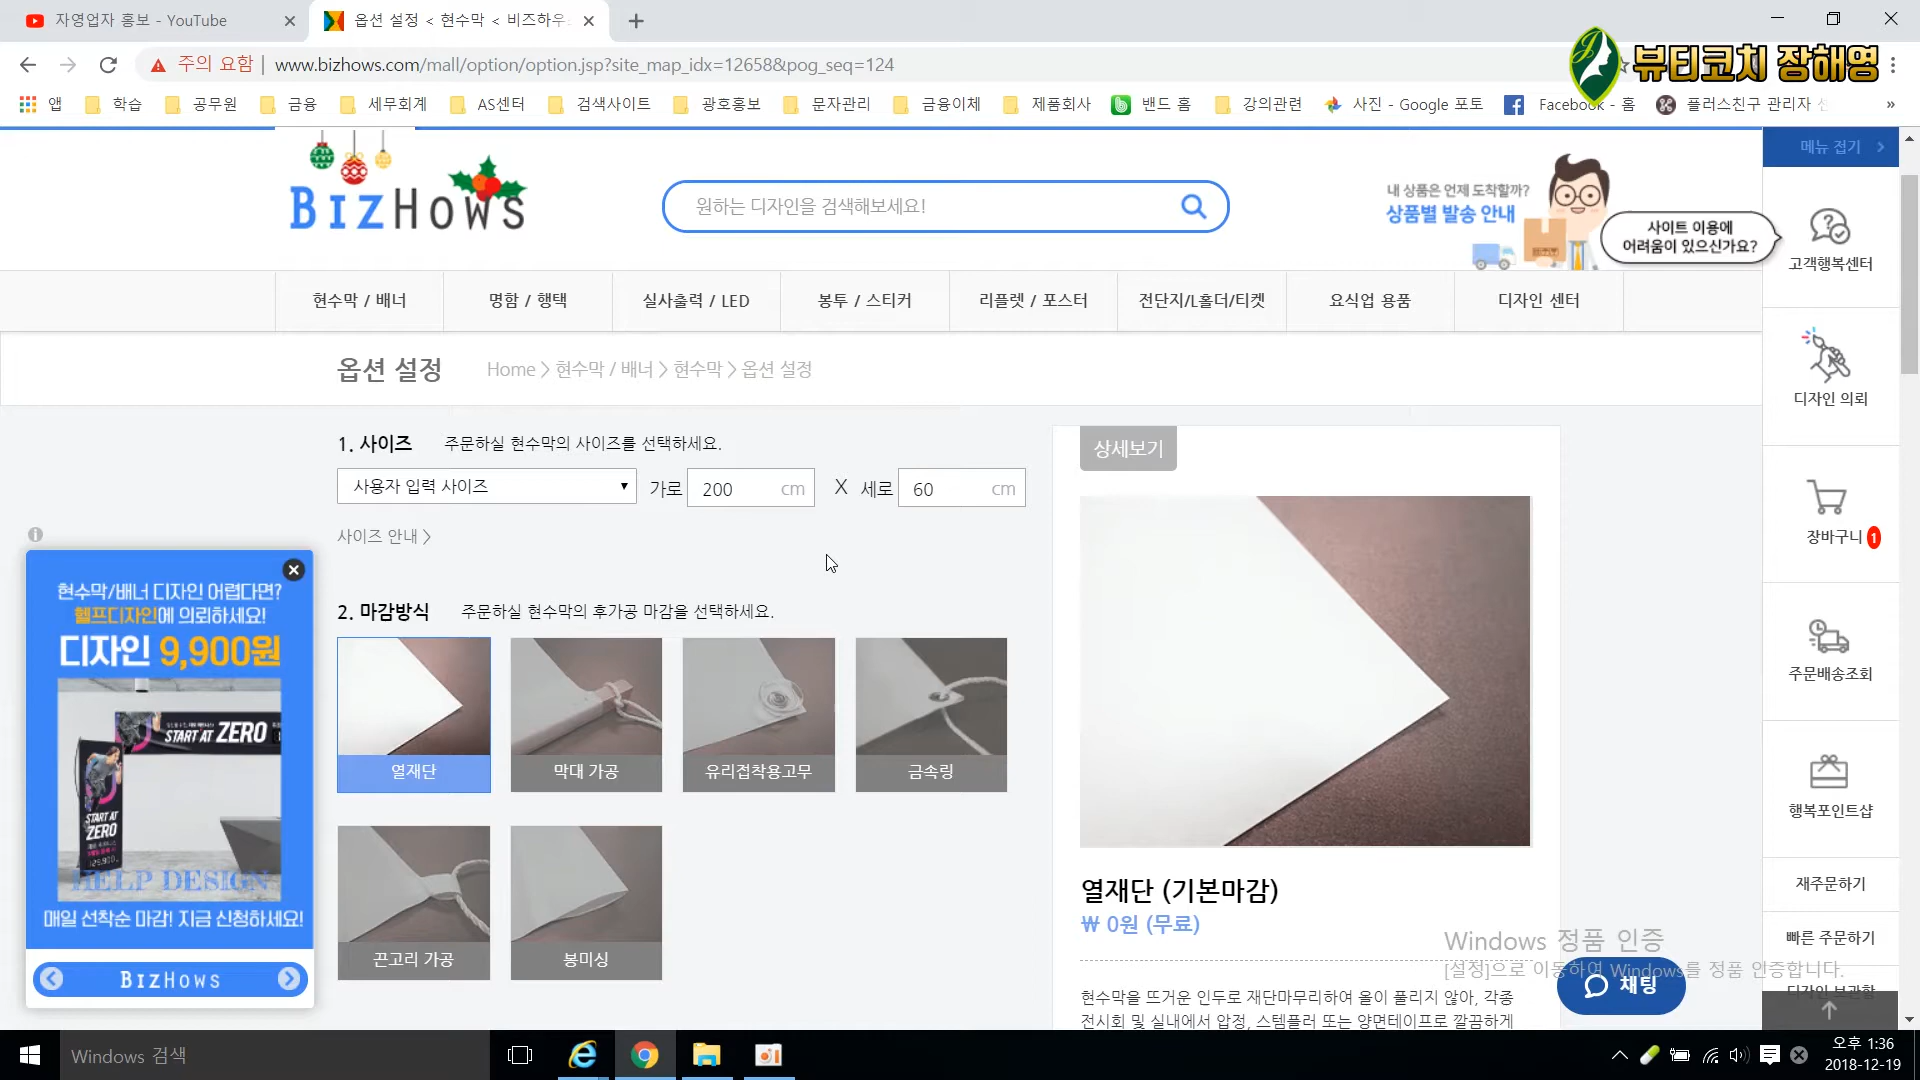 자영업자 홍보 - YouTube
옵션 설정 < 현수막 < 비즈하우스
주의 요함
www.bizhows.com/mall/option/option.jsp?site_map_idx=12658&pog_seq=124
뷰티코치 장해영
앱
학습
공무원
금융
세무회계
AS센터
검색사이트
광호홍보
문자관리
금융이체
제품회사
밴드 홈
강의관련
사진 - Google 포토
Facebook - 홈
플러스친구 관리자
메뉴 접기
BIZHOWS
원하는 디자인을 검색해보세요!
내 상품은 언제 도착할까?
상품별 발송 안내
사이트 이용에
어려움이 있으신가요?
고객행복센터
현수막 / 배너
명함 / 행택
실사출력 / LED
봉투 / 스티커
리플렛 / 포스터
전단지/L홀더/티켓
요식업 용품
디자인 센터
옵션 설정
Home > 현수막 / 배너 > 현수막 > 옵션 설정
디자인 의뢰
1. 사이즈 주문하실 현수막의 사이즈를 선택하세요.
사용자 입력 사이즈 가로 200 cm X 세로 60 cm
사이즈 안내 >
상세보기
장바구니 1
현수막/배너 디자인 어렵다면?
헬프디자인에 의뢰하세요!
디자인 9,900원
START AT ZERO
START AT
ZERO
HELP DESIGN
매일 선착순 마감! 지금 신청하세요!
BIZHOWS
2. 마감방식 주문하실 현수막의 후가공 마감을 선택하세요.
열재단
막대 가공
유리접착용고무
금속링
끈고리 가공
봉미싱
주문배송조회
행복포인트샵
재주문하기
빠른 주문하기
디자인 보관함
열재단 (기본마감)
₩ 0원 (무료)
현수막을 뜨거운 인두로 재단마무리하여 올이 풀리지 않아, 각종
전시회 및 실내에서 압정, 스템플러 또는 양면테이프로 깔끔하게
Windows 정품 인증
[설정]으로 이동하여 Windows를 정품 인증합니다.
채팅
Windows 검색
오후 1:36
2018-12-19